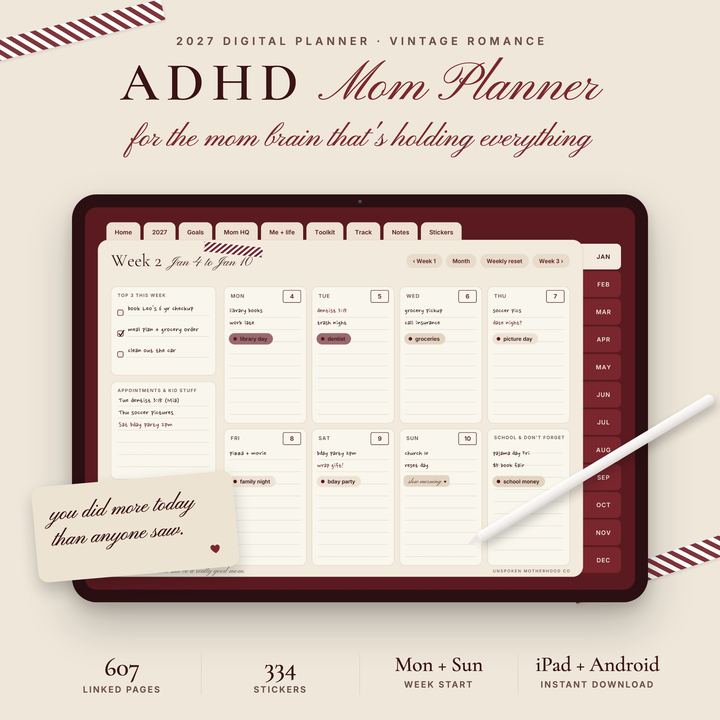 2027 DIGITAL PLANNER · VINTAGE ROMANCE
ADHD Mom Planner
for the mom brain that's holding everything
Home
2027
Goals
Mom HQ
Me + life
Toolkit
Track
Notes
Stickers
Week 2 Jan 4 to Jan 10
‹ Week 1
Month
Weekly reset
Week 3 ›
TOP 3 THIS WEEK
book Leo's 6 yr checkup
meal plan + grocery order
clean out the car
APPOINTMENTS & KID STUFF
Tue dentist 3:15 (Mia)
Thu soccer pictures
Sat bday party 2pm
MON 4
library books
work late
library day
TUE 5
dentist 3:15
trash night
dentist
WED 6
grocery pickup
call insurance
groceries
THU 7
soccer pics
date night?
picture day
FRI 8
pizza + movie
family night
SAT 9
bday party 2pm
wrap gift!
bday party
SUN 10
church 10
reset day
slow morning
SCHOOL & DON'T FORGET
pajama day Fri
book fair
school money
JAN
FEB
MAR
APR
MAY
JUN
JUL
AUG
SEP
OCT
NOV
DEC
you did more today
than anyone saw.
a really good mom.
UNSPOKEN MOTHERHOOD CO
607
LINKED PAGES
334
STICKERS
Mon + Sun
WEEK START
iPad + Android
INSTANT DOWNLOAD